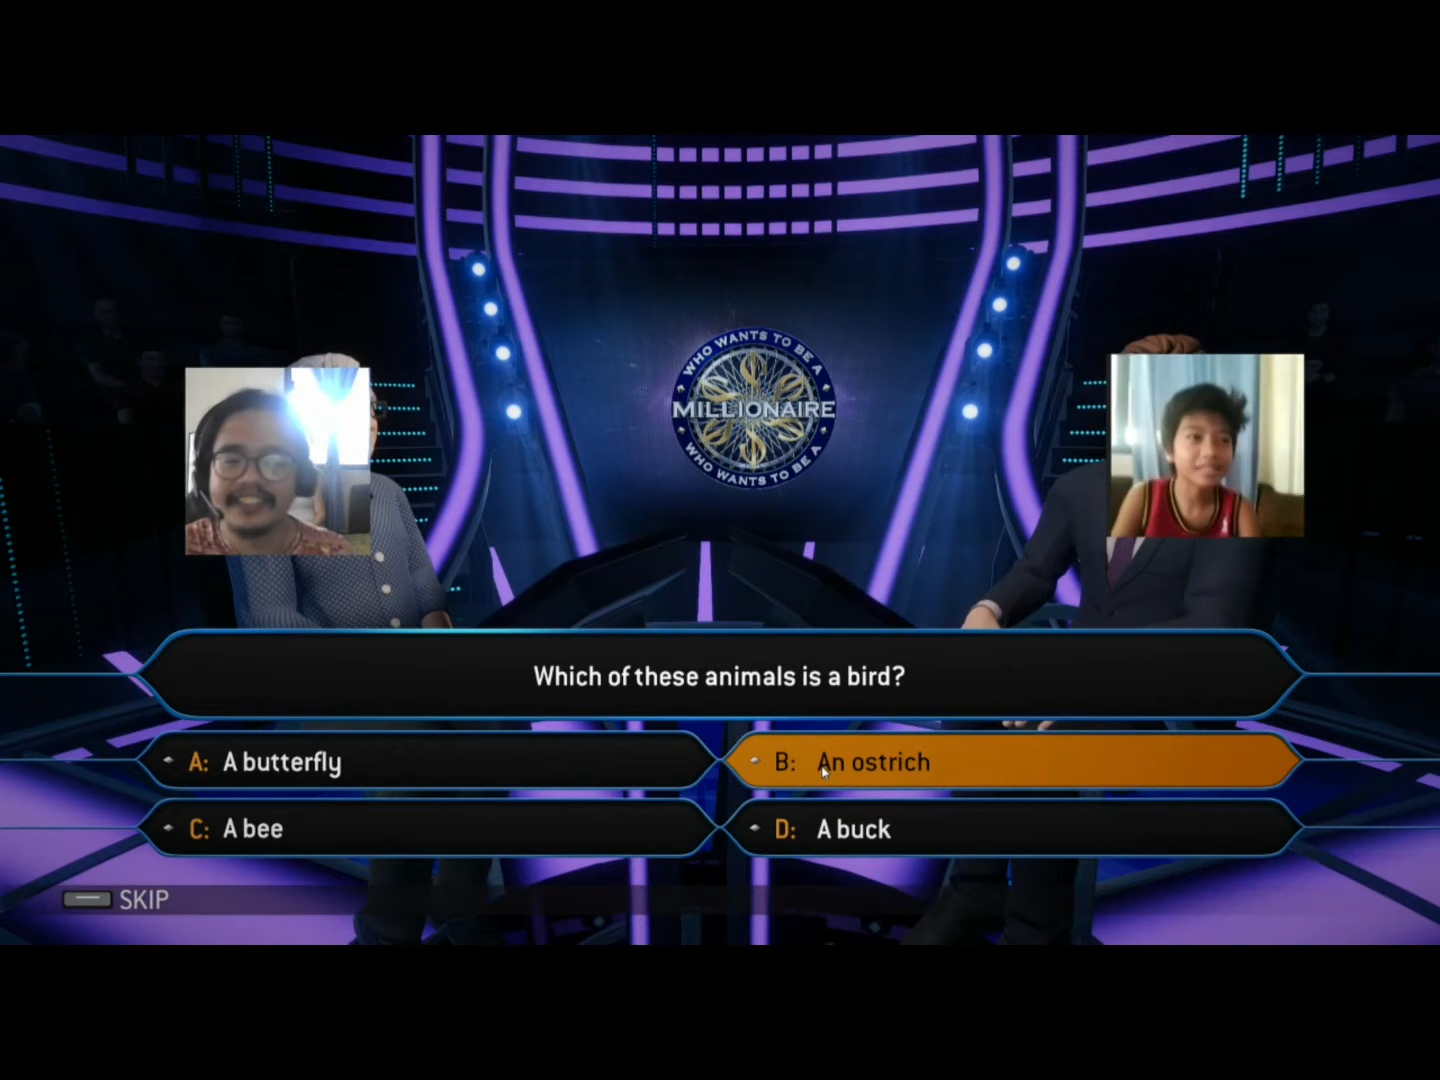 WHO WANTS TO BE A
MILLIONAIRE
WHO WANTS TO BE A
Which of these animals is a bird?
A: A butterfly
B: An ostrich
C: A bee
D: A buck
SKIP